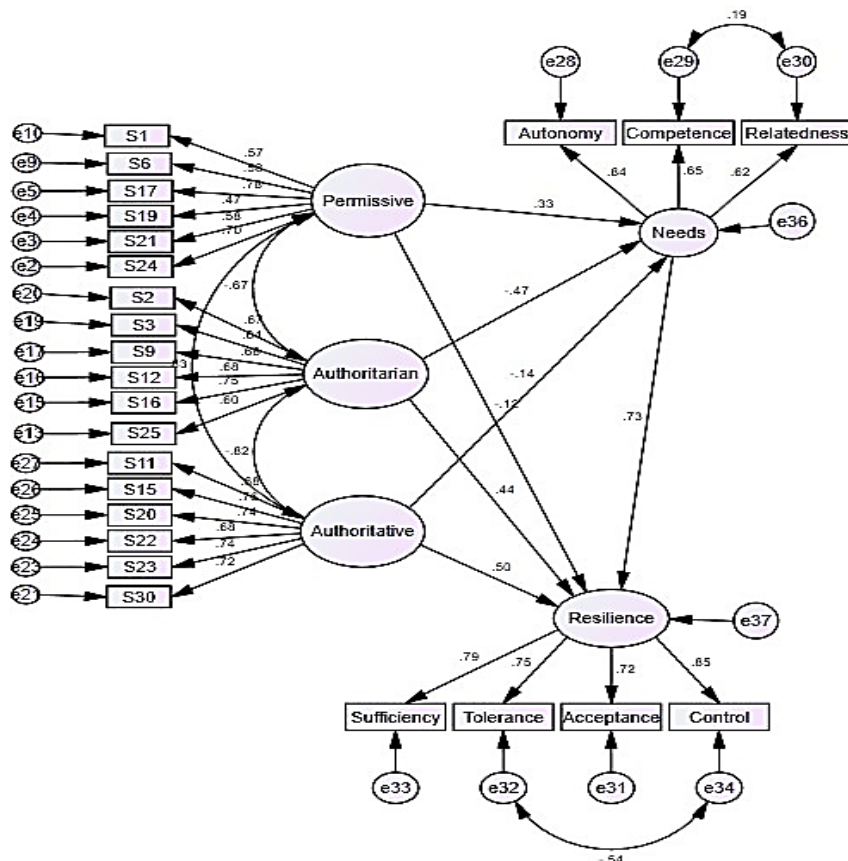 .19
e28
e29
e30
Autonomy
Competence
Relatedness
.65
.62
e10
S1
e9
S6
e5
S17
e4
S19
e3
S21
e2
S24
.57
.78
.47
.58
.70
Permissive
.33
Needs
e36
e20
S2
e19
S3
e17
S9
e16
S12
e15
S16
e13
S25
-.67
.68
.75
Authoritarian
-.47
-.14
-.12
.73
.44
e27
S11
e26
S15
e25
S20
e24
S22
e23
S23
e21
S30
-.82
.74
.68
.74
.72
Authoritative
.50
Resilience
e37
.79
.75
.72
.85
Sufficiency
Tolerance
Acceptance
Control
e33
e32
e31
e34
-.54